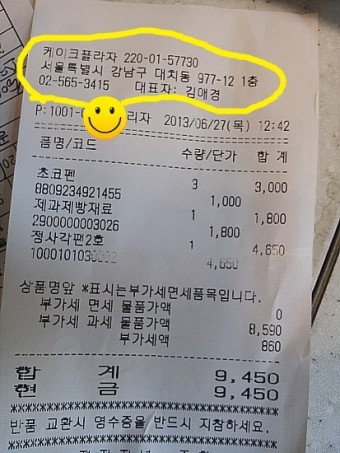 케이크플라자 220-01-57730
서울특별시 강남구 대치동 977-12 1층
02-565-3415 대표자: 김애경
P:1001-0 리자 2013/06/27(목) 12:42
품명/코드 수량/단가 합 계
초코펜 3 3,000
8809234921455 1,000
제과제빵재료 1 1,800
2900000003026 1,800
정사각팬2호 1 4,650
1000101030002 4,650
상품명앞 *표시는부가세면세품목입니다.
부가세 면세 물품가액 0
부가세 과세 물품가액 8,590
부가세액 860
합 계 9,450
현 금 9,450
반품 교환시 영수증을 반드시 지참하세요.